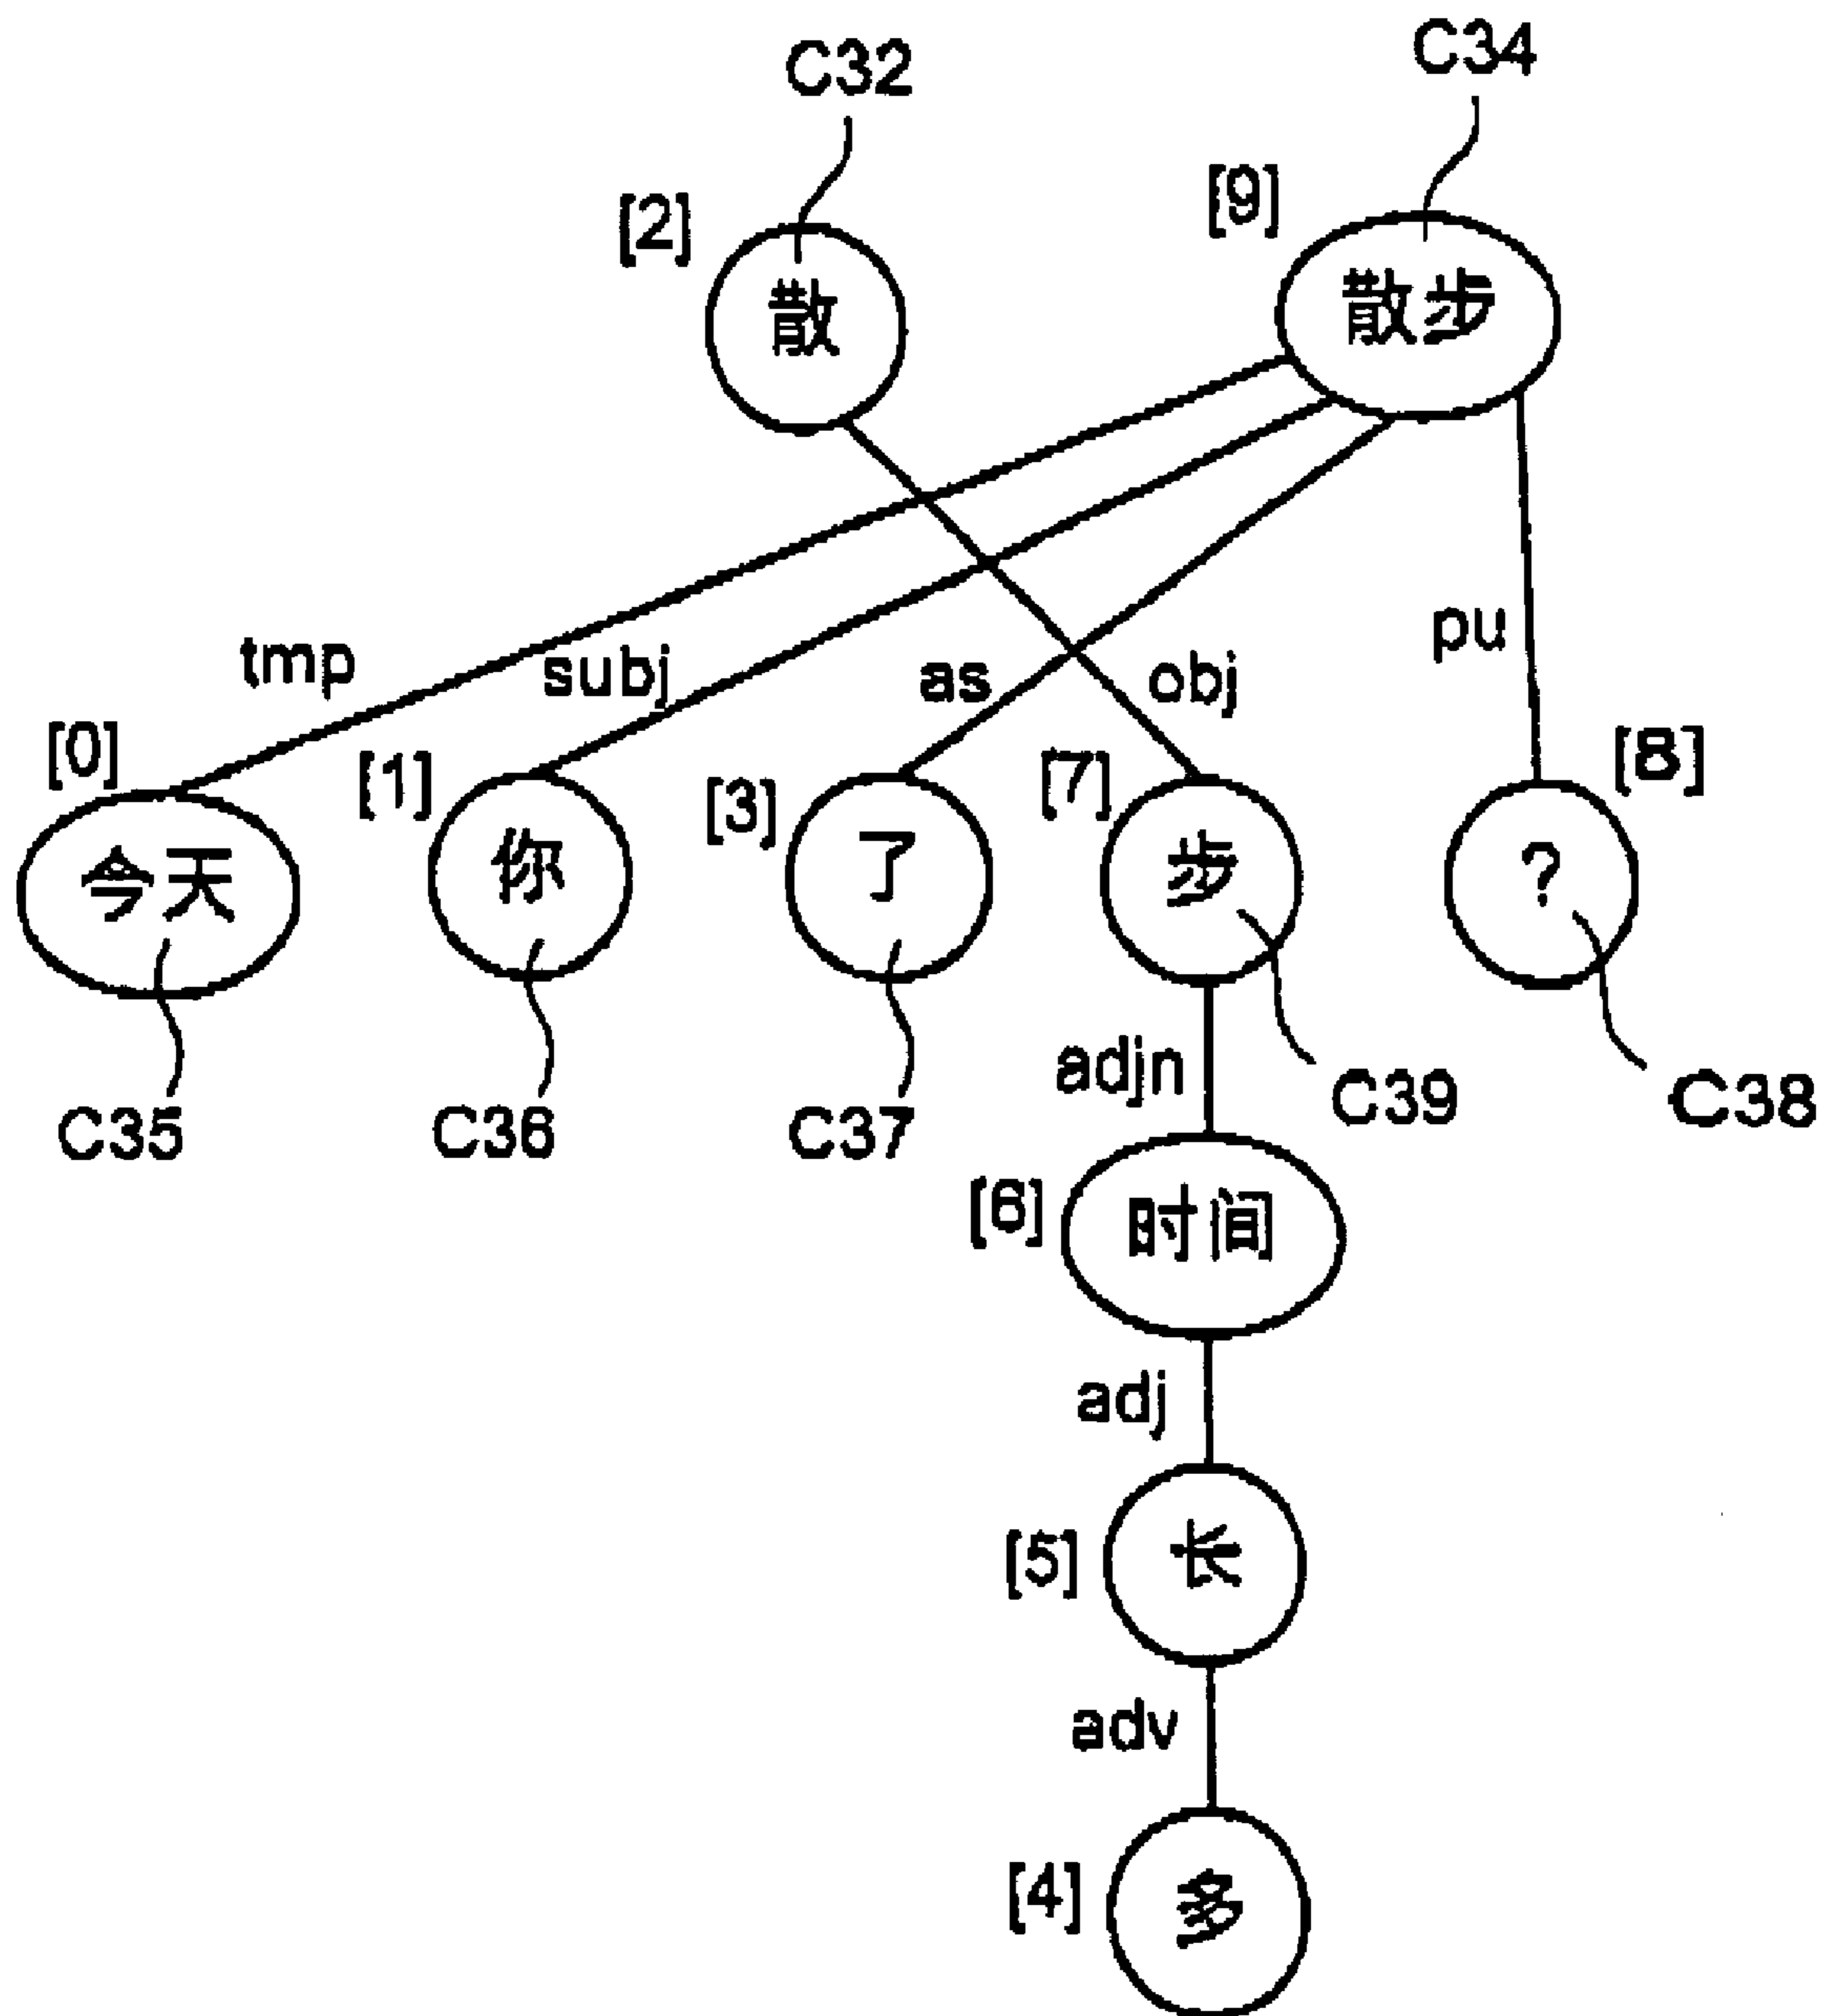 C32 C34
[2] [9]
散 散步
tmp subj as obj pu
[0] [1] [3] [7] [8]
今天 你 了 步 ?
C35 C36 C37 C39 C38
adjn
[6] 时间
adj
[5] 长
adv
[4] 多